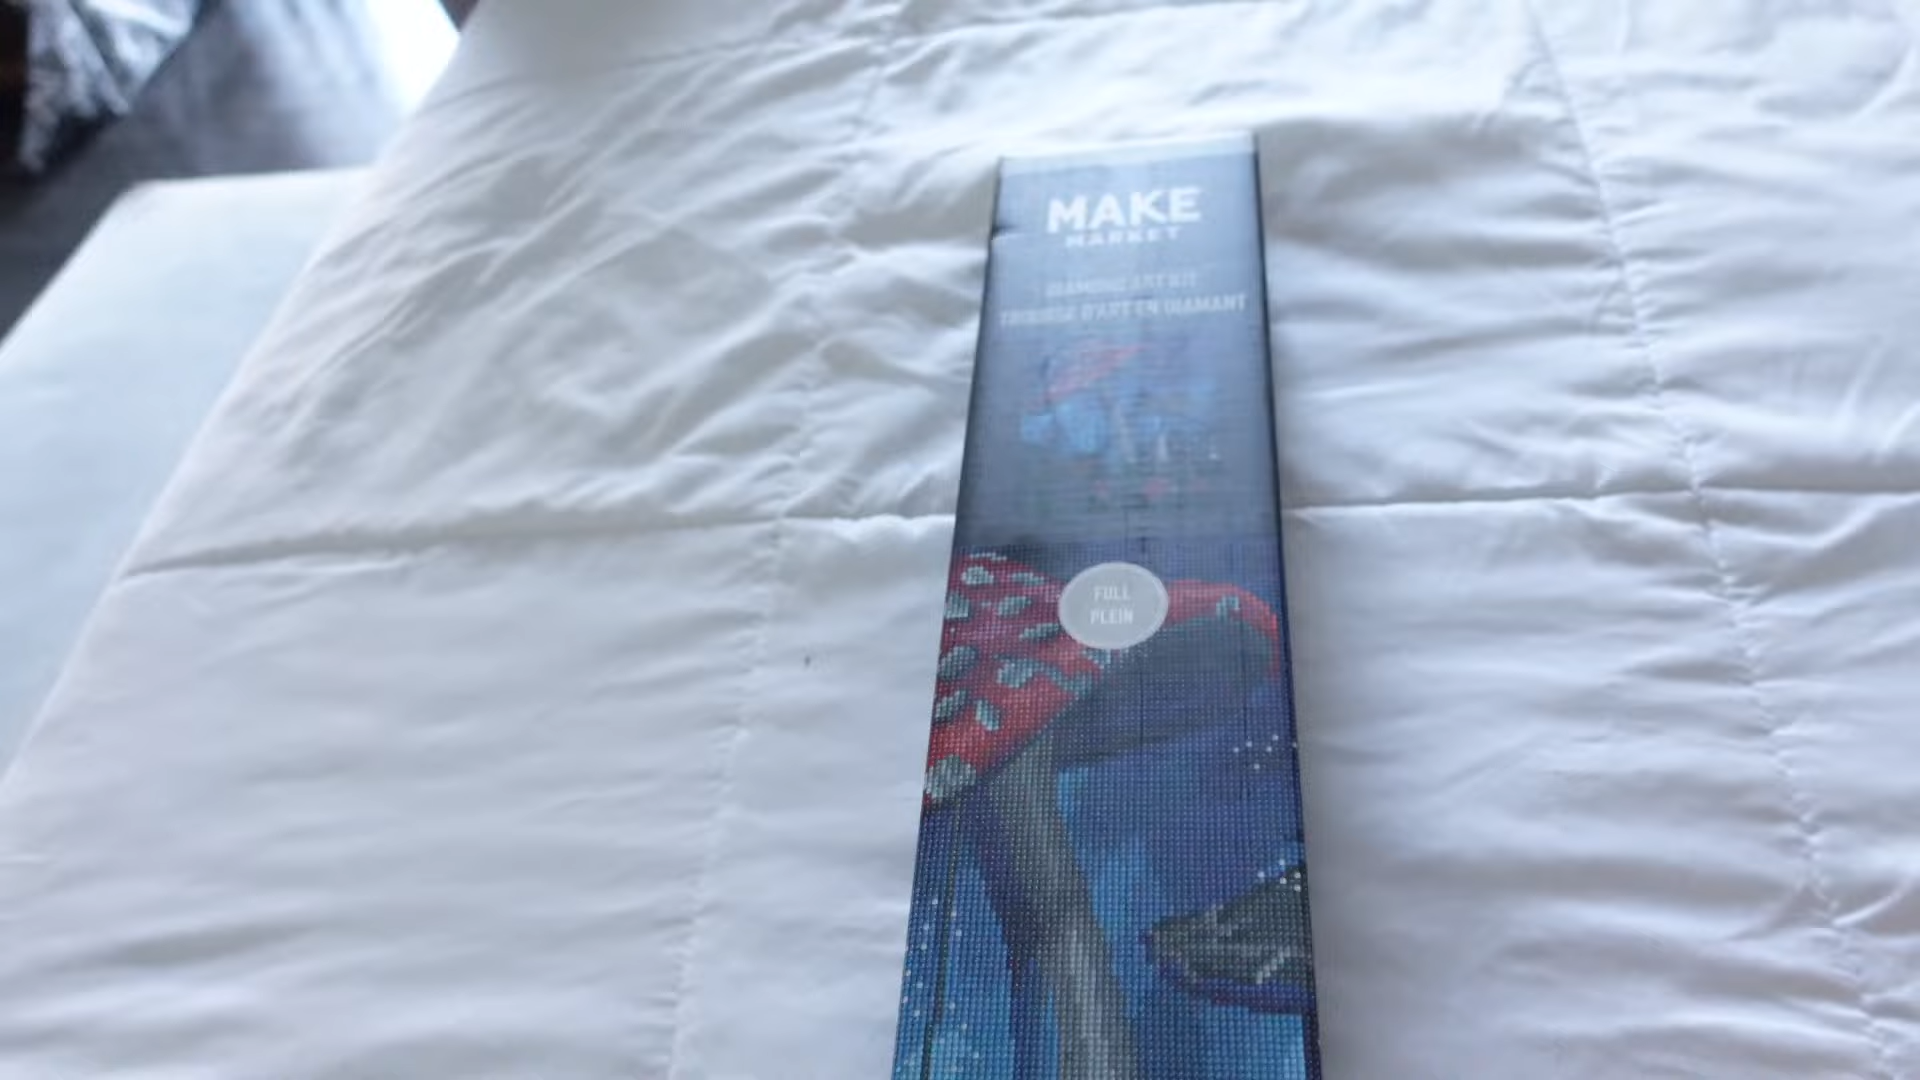 MAKE
MARKET
DIAMOND ART KIT
TROUSSE D'ART EN DIAMANT
FULL
PLEIN